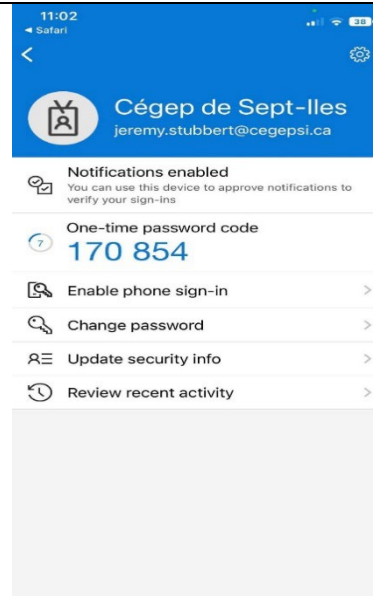 11:02
◀ Safari
38
Cégep de Sept-Iles
jeremy.stubbert@cegepsi.ca
Notifications enabled
You can use this device to approve notifications to
verify your sign-ins
One-time password code
7
170 854
Enable phone sign-in
Change password
Update security info
Review recent activity